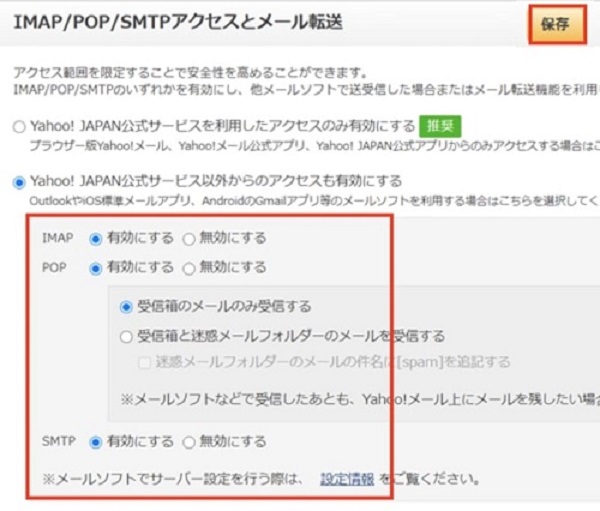 IMAP/POP/SMTPアクセスとメール転送
保存
アクセス範囲を限定することで安全性を高めることができます。
IMAP/POP/SMTPのいずれかを有効にし、他メールソフトで送受信した場合またはメール転送機能を利用
Yahoo! JAPAN公式サービスを利用したアクセスのみ有効にする 推奨
ブラウザー版Yahoo!メール、Yahoo!メール公式アプリ、Yahoo! JAPAN公式アプリからのみアクセスする場合はこ
Yahoo! JAPAN公式サービス以外からのアクセスも有効にする
OutlookやiOS標準メールアプリ、AndroidのGmailアプリ等のメールソフトを利用する場合はこちらを選択してく
IMAP 有効にする 無効にする
POP 有効にする 無効にする
受信箱のメールのみ受信する
受信箱と迷惑メールフォルダーのメールを受信する
迷惑メールフォルダーのメールの件名に[spam]を追記する
※メールソフトなどで受信したあとも、Yahoo!メール上にメールを残したい場合
SMTP 有効にする 無効にする
※メールソフトでサーバー設定を行う際は、 設定情報 をご覧ください。